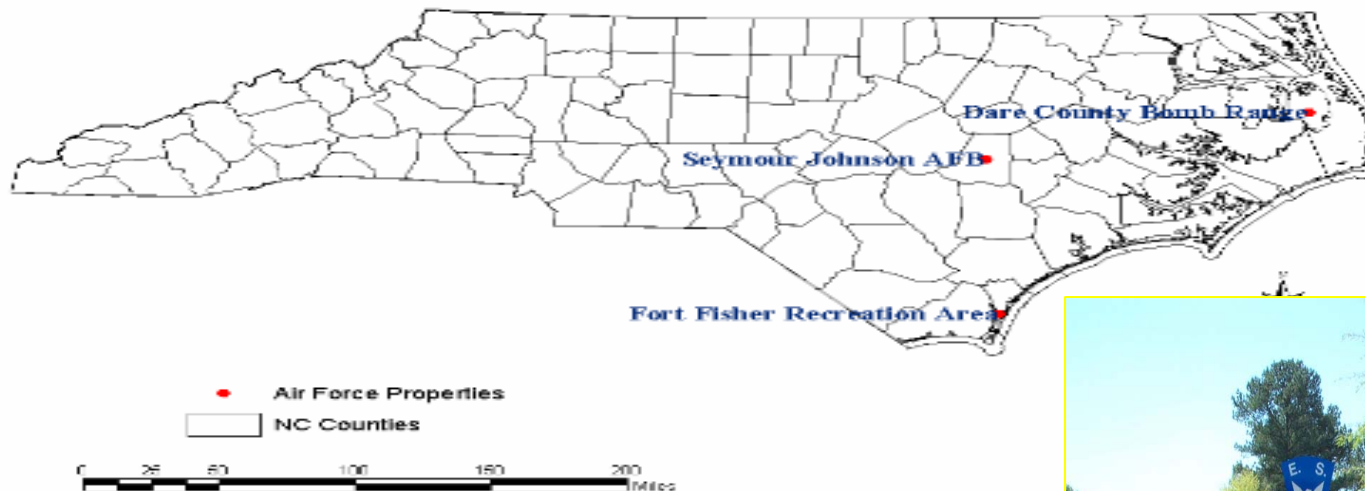 Dare County Bomb Range
Seymour Johnson AFB
Fort Fisher Recreation Area
Air Force Properties
NC Counties
0 25 50 100 150 200
Miles
E. S.